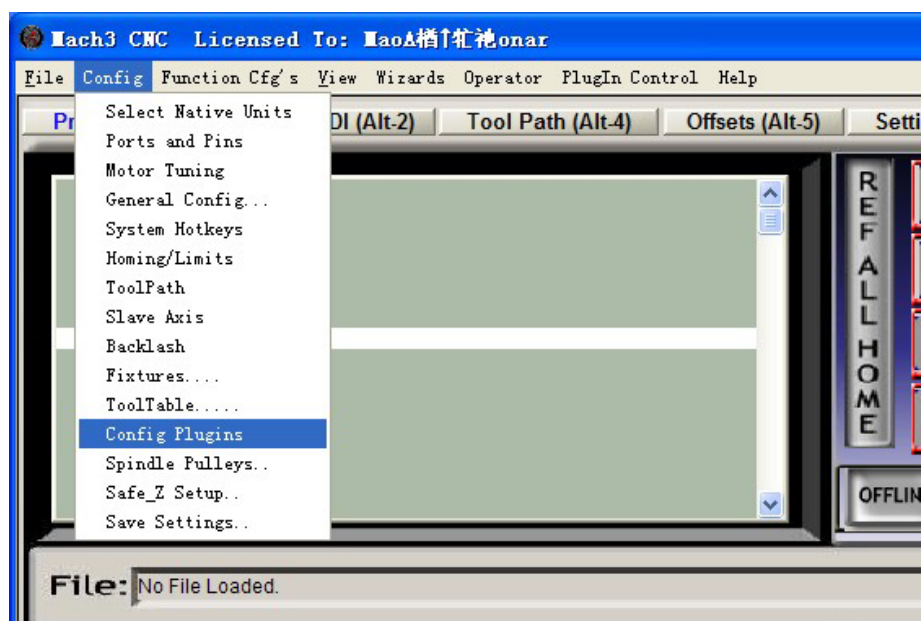 Mach3 CNC Licensed To:
File Config Function Cfg's View Wizards Operator PlugIn Control Help
Pr DI (Alt-2) Tool Path (Alt-4) Offsets (Alt-5) Setti
Select Native Units
Ports and Pins
Motor Tuning
General Config...
System Hotkeys
Homing/Limits
ToolPath
Slave Axis
Backlash
Fixtures....
ToolTable.....
Config Plugins
Spindle Pulleys..
Safe_Z Setup..
Save Settings..
REF ALL HOME
OFFLIN
File: No File Loaded.